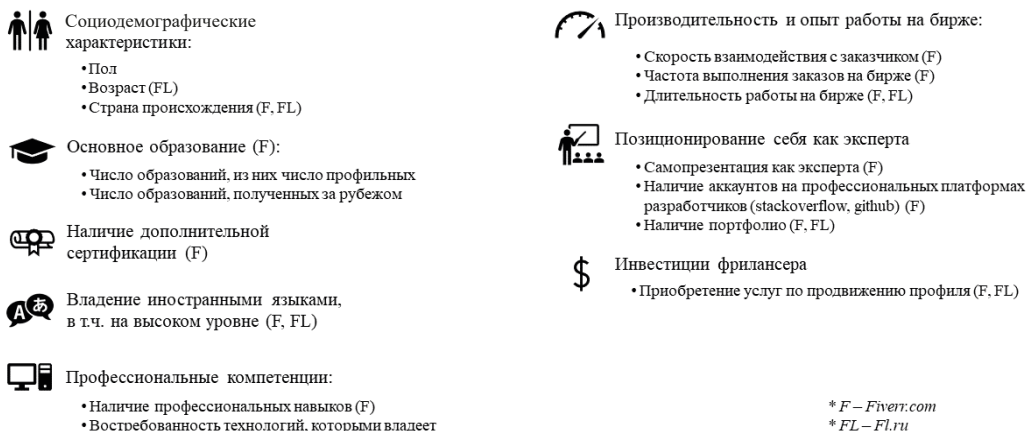 Социодемографические
характеристики:
•Пол
•Возраст (FL)
•Страна происхождения (F, FL)
Основное образование (F):
•Число образований, из них число профильных
•Число образований, полученных за рубежом
Наличие дополнительной
сертификации (F)
Владение иностранными языками,
в т.ч. на высоком уровне (F, FL)
Профессиональные компетенции:
•Наличие профессиональных навыков (F)
•Востребованность технологий, которыми владеет
Производительность и опыт работы на бирже:
•Скорость взаимодействия с заказчиком (F)
•Частота выполнения заказов на бирже (F)
•Длительность работы на бирже (F, FL)
Позиционирование себя как эксперта
•Самопрезентация как эксперта (F)
•Наличие аккаунтов на профессиональных платформах
разработчиков (stackoverflow, github) (F)
•Наличие портфолио (F, FL)
$
Инвестиции фрилансера
•Приобретение услуг по продвижению профиля (F, FL)
* F – Fiverr.com
* FL – Fl.ru